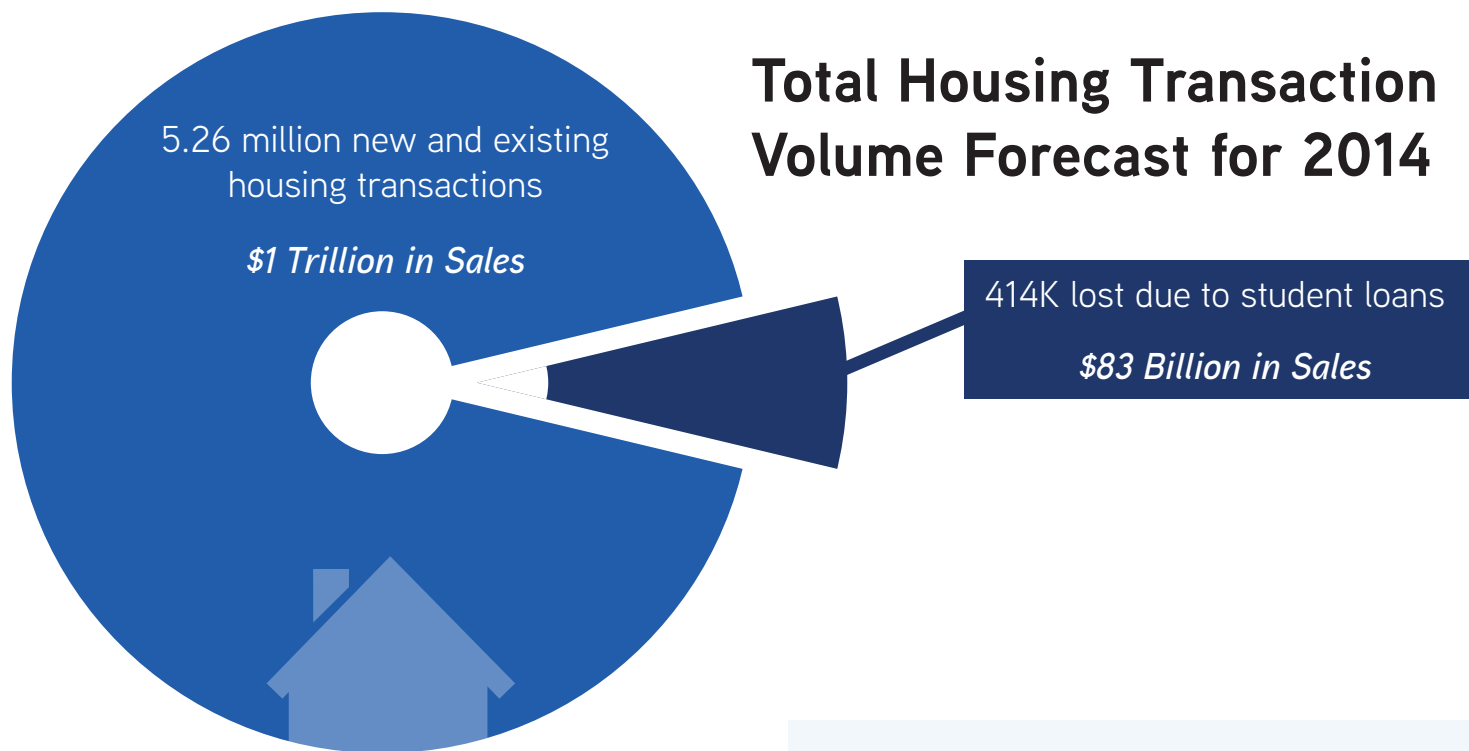 Total Housing Transaction
Volume Forecast for 2014
5.26 million new and existing
housing transactions
$1 Trillion in Sales
414K lost due to student loans
$83 Billion in Sales